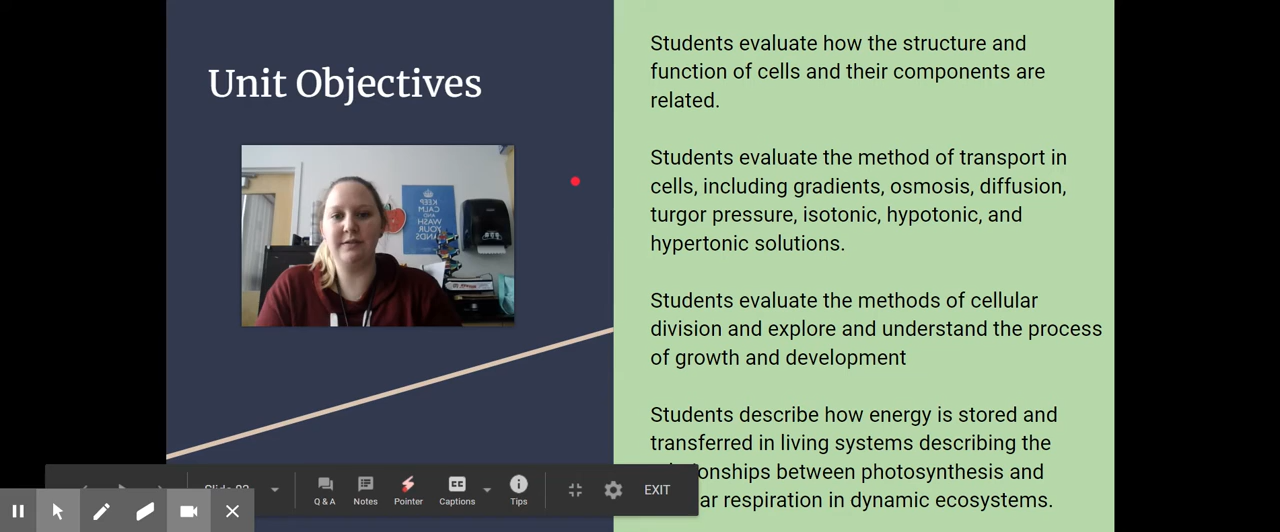 Unit Objectives
KEEP
CALM
AND
WASH
YOUR
HANDS
Students evaluate how the structure and
function of cells and their components are
related.
Students evaluate the method of transport in
cells, including gradients, osmosis, diffusion,
turgor pressure, isotonic, hypotonic, and
hypertonic solutions.
Students evaluate the methods of cellular
division and explore and understand the process
of growth and development
Students describe how energy is stored and
transferred in living systems describing the
between photosynthesis and
respiration in dynamic ecosystems.
Slide
Q & A
Notes
Pointer
Captions
Tips
EXIT